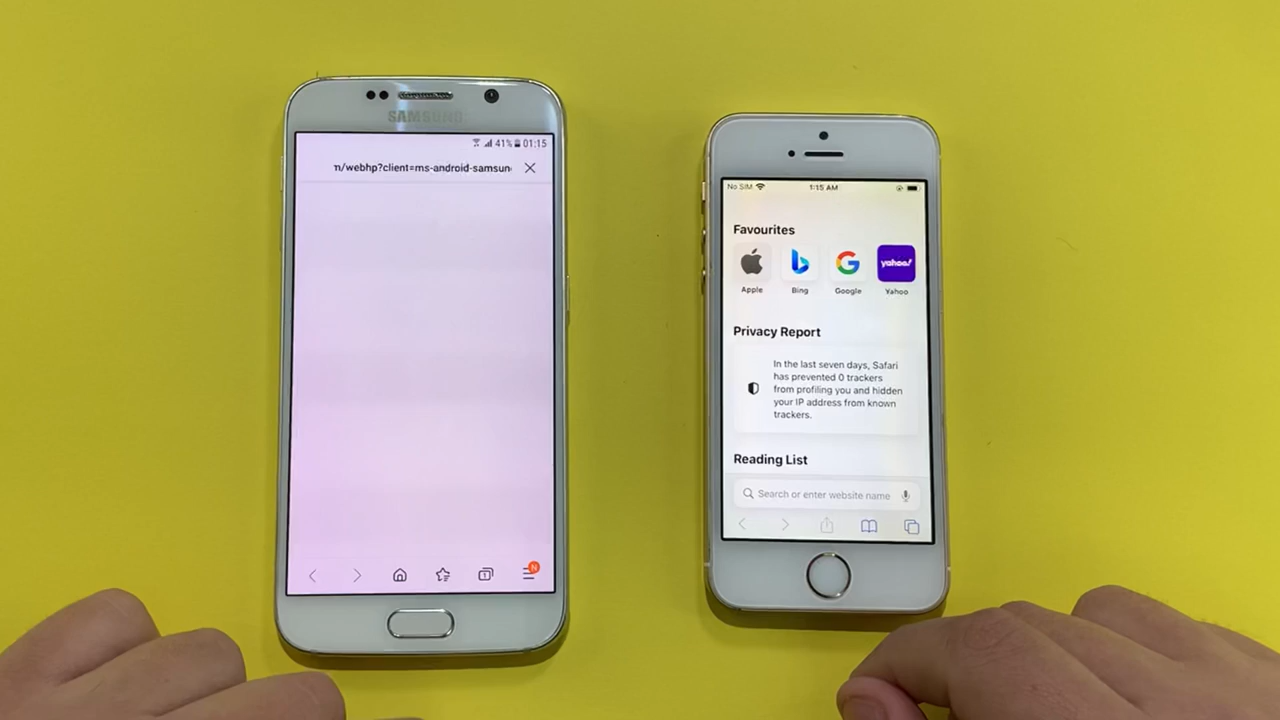 SAMSUNG
41% 01:15
n/webhp?client=ms-android-samsun
1
N
No SIM 1:15 AM
Favourites
Apple Bing Google yahoo!
Yahoo
Privacy Report
In the last seven days, Safari
has prevented 0 trackers
from profiling you and hidden
your IP address from known
trackers.
Reading List
Search or enter website name